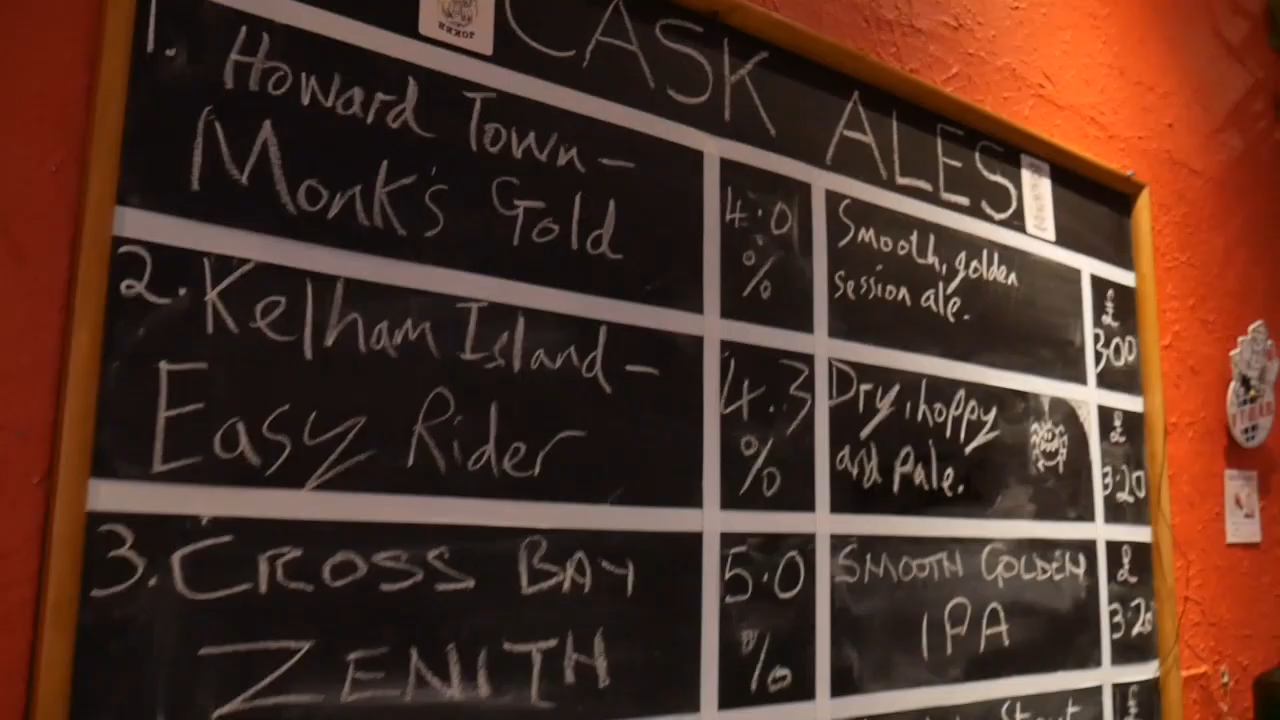 CASK ALES
1. Howard Town –
Monk's Gold
4.0
%
Smooth, golden
session ale.
£
3.00
2. Kelham Island –
Easy Rider
4.3
%
Dry, hoppy
and pale.
£
3.20
3. CROSS BAY
ZENITH
5.0
%
SMOOTH GOLDEN
IPA
£
3.20
Stout
£